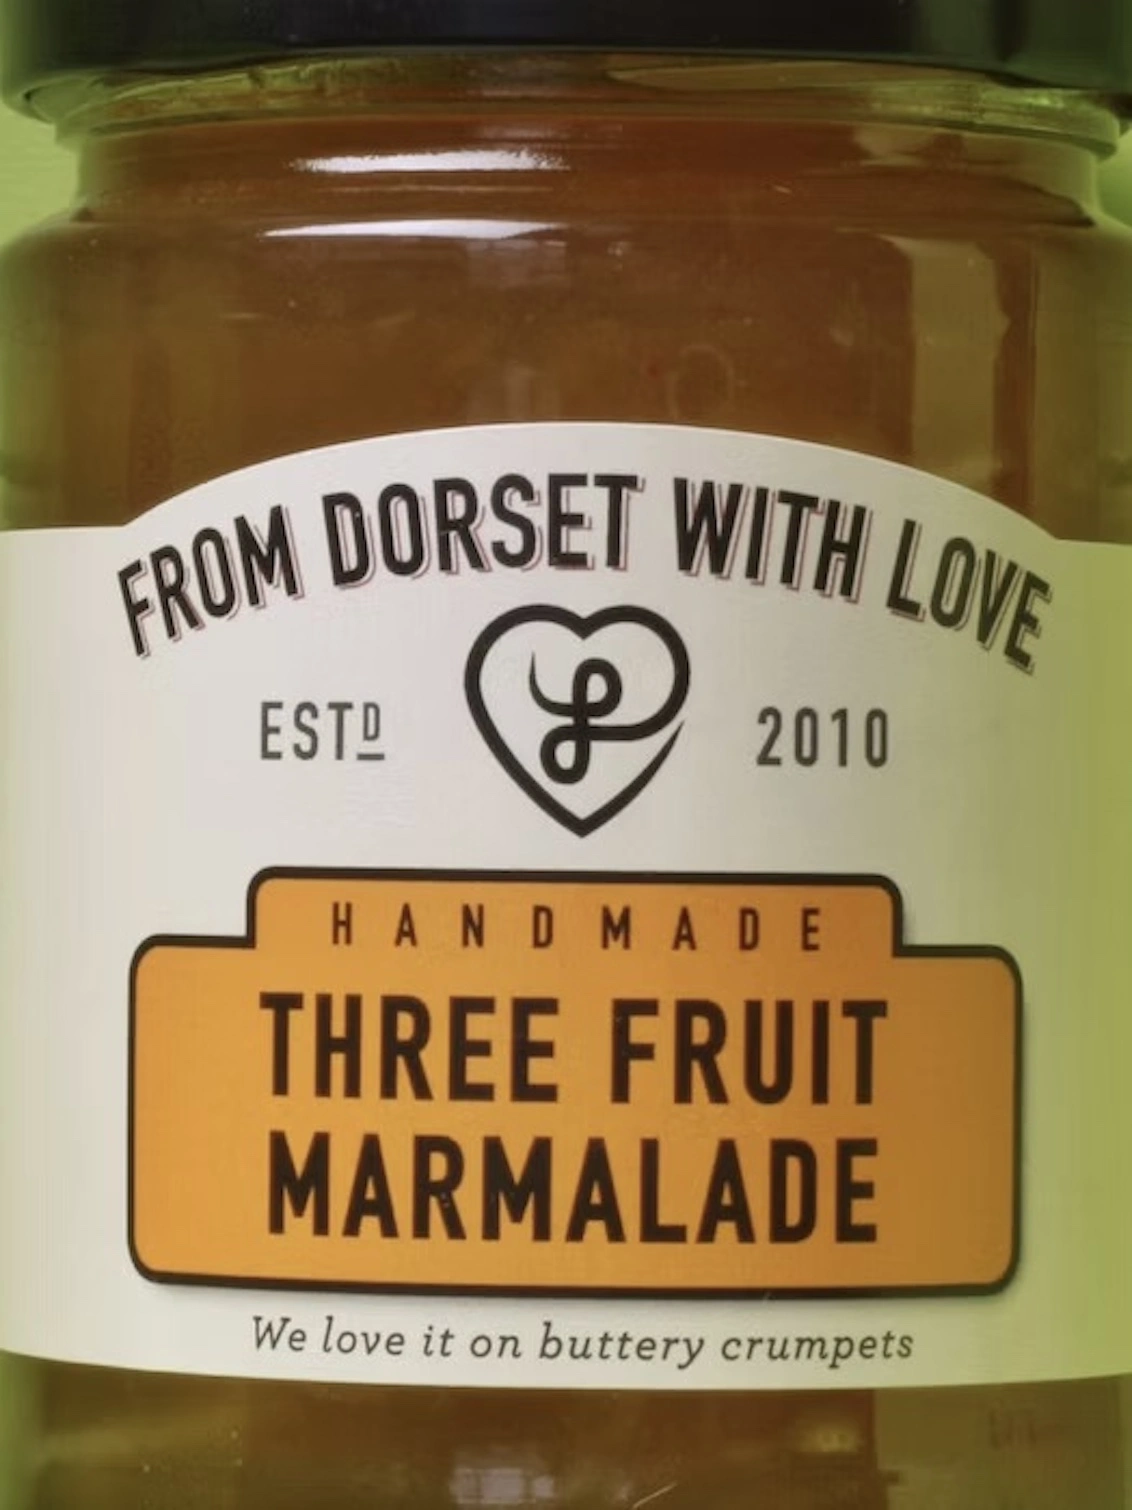 FROM DORSET WITH LOVE
ESTD 2010
HANDMADE
THREE FRUIT
MARMALADE
We love it on buttery crumpets